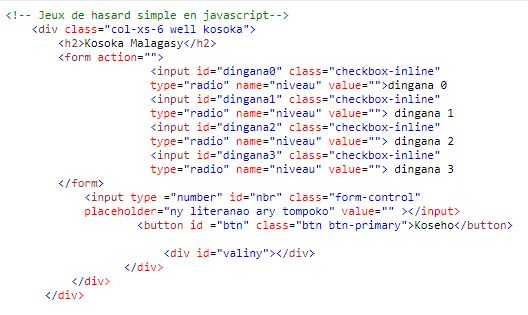 <!-- Jeux de hasard simple en javascript-->
<div class="col-xs-6 well kosoka">
<h2>Kosoka Malagasy</h2>
<form action="">
<input id="dingana0" class="checkbox-inline"
type="radio" name="niveau" value="">dingana 0
<input id="dingana1" class="checkbox-inline"
type="radio" name="niveau" value=""> dingana 1
<input id="dingana2" class="checkbox-inline"
type="radio" name="niveau" value=""> dingana 2
<input id="dingana3" class="checkbox-inline"
type="radio" name="niveau" value=""> dingana 3
</form>
<input type ="number" id="nbr" class="form-control"
placeholder="ny literanao ary tompoko" value="" ></input>
<button id ="btn" class="btn btn-primary">Koseho</button>
<div id="valiny"></div>
</div>
</div>
</div>